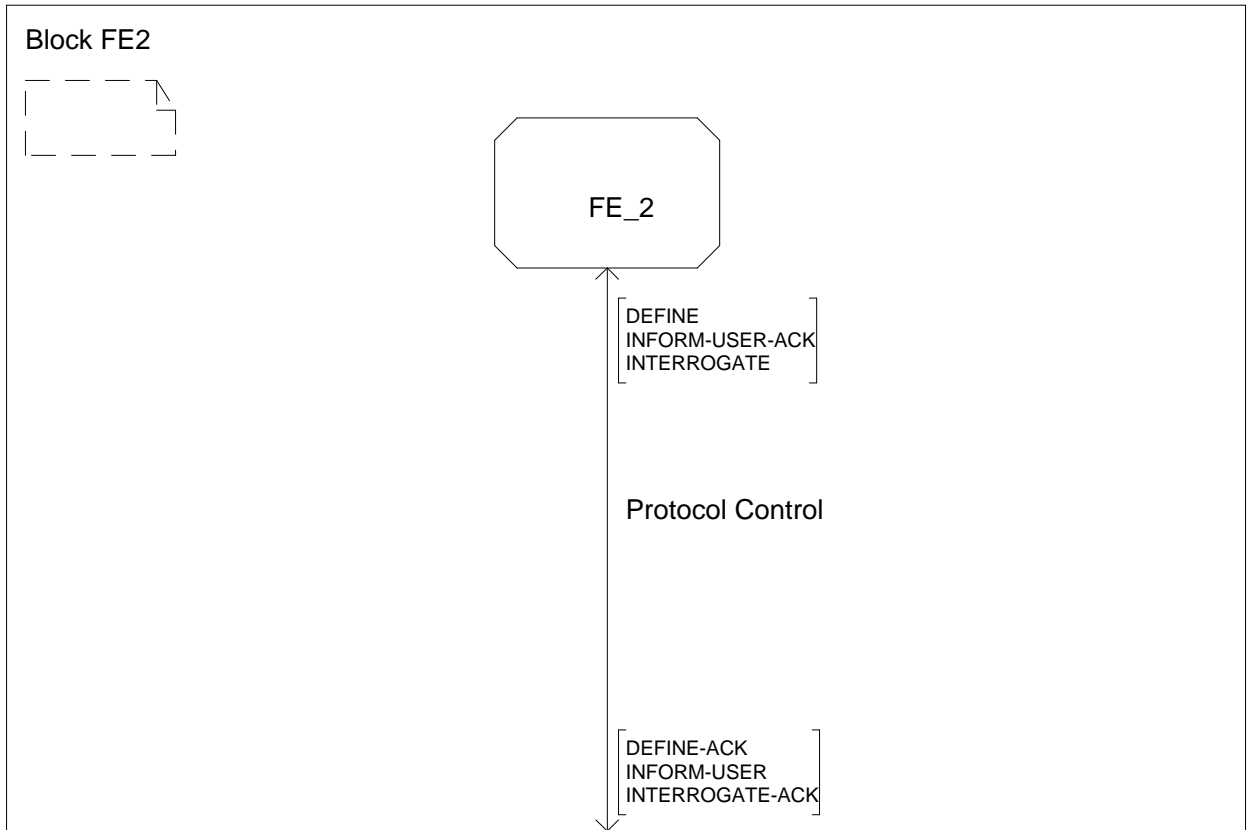 Block FE2
FE_2
DEFINE
INFORM-USER-ACK
INTERROGATE
Protocol Control
DEFINE-ACK
INFORM-USER
INTERROGATE-ACK